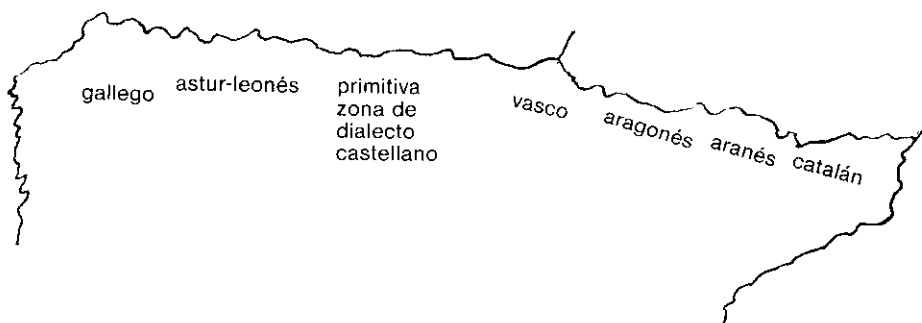 gallego
astur-leonés
primitiva
zona de
dialecto
castellano
vasco
aragonés
aranés
catalán